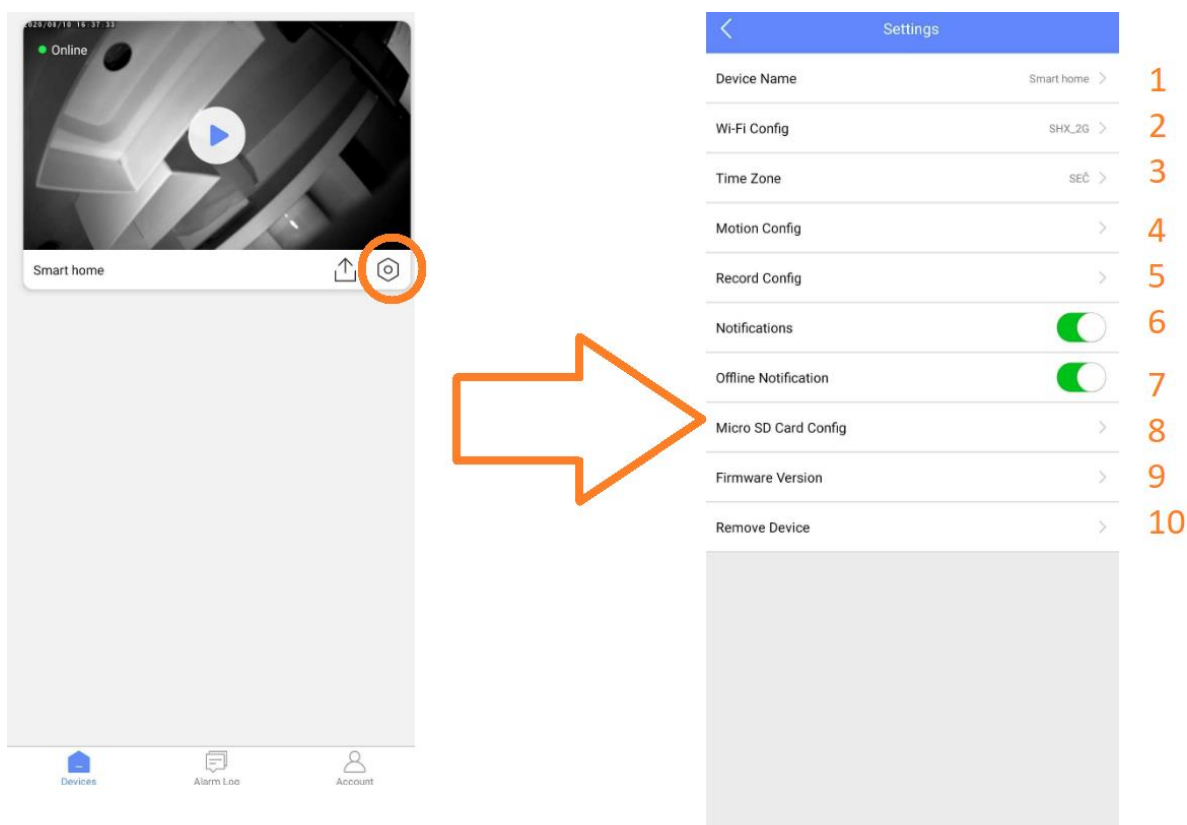 2020/08/10 16:37:33
Online
Smart home
Devices
Alarm Log
Account
Settings
Device Name Smart home 1
Wi-Fi Config SHX_2G 2
Time Zone SEČ 3
Motion Config 4
Record Config 5
Notifications 6
Offline Notification 7
Micro SD Card Config 8
Firmware Version 9
Remove Device 10